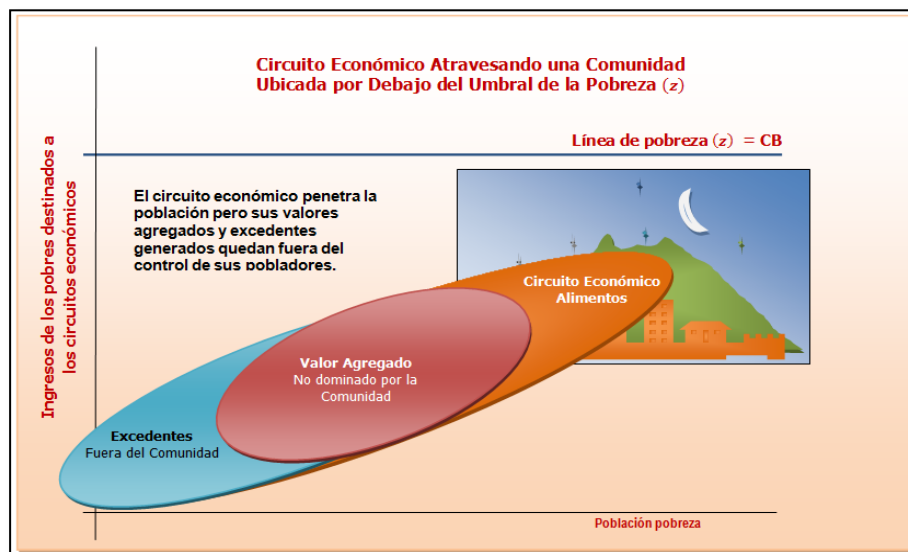 Circuito Económico Atravesando una Comunidad
Ubicada por Debajo del Umbral de la Pobreza (z)
Línea de pobreza (z) = CB
Ingresos de los pobres destinados a
los circuitos económicos
El circuito económico penetra la
población pero sus valores
agregados y excedentes
generados quedan fuera del
control de sus pobladores.
Circuito Económico
Alimentos
Valor Agregado
No dominado por la
Comunidad
Excedentes
Fuera del Comunidad
Población pobreza